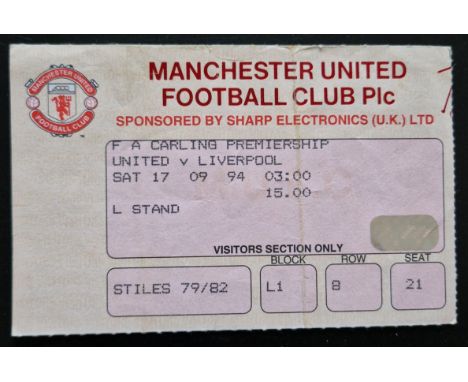 MANCHESTER UNITED
FOOTBALL CLUB
MANCHESTER UNITED
FOOTBALL CLUB Plc
SPONSORED BY SHARP ELECTRONICS (U.K.) LTD
F A CARLING PREMIERSHIP
UNITED v LIVERPOOL
SAT 17 09 94 03:00
15.00
L STAND
VISITORS SECTION ONLY
BLOCK ROW SEAT
STILES 79/82 L1 8 21